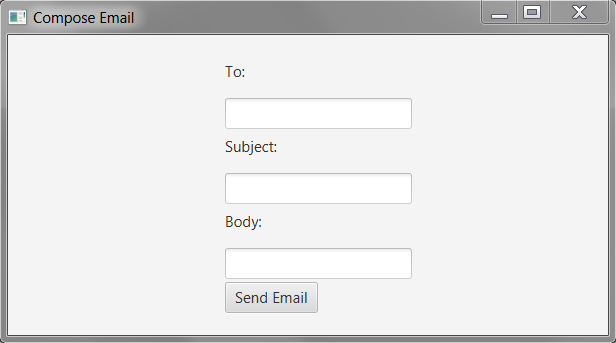 Compose Email
To:
Subject:
Body:
Send Email